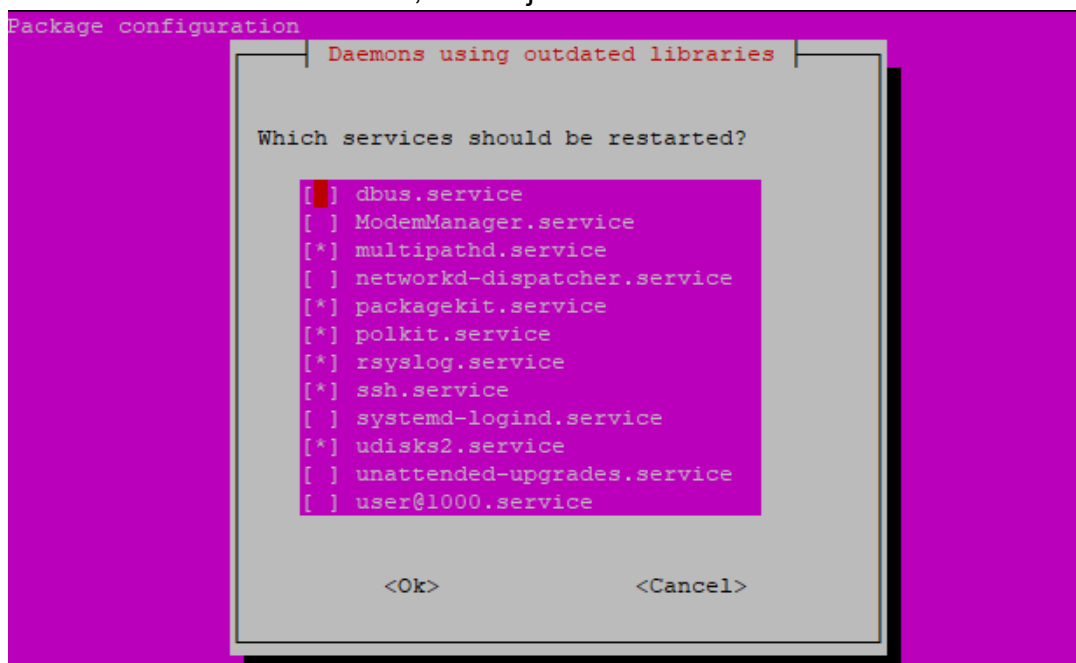 Package configuration
Daemons using outdated libraries
Which services should be restarted?
[ ] dbus.service
[ ] ModemManager.service
[*] multipathd.service
[ ] networkd-dispatcher.service
[*] packagekit.service
[*] polkit.service
[*] rsyslog.service
[*] ssh.service
[ ] systemd-logind.service
[*] udisks2.service
[ ] unattended-upgrades.service
[ ] user@1000.service
<Ok> <Cancel>